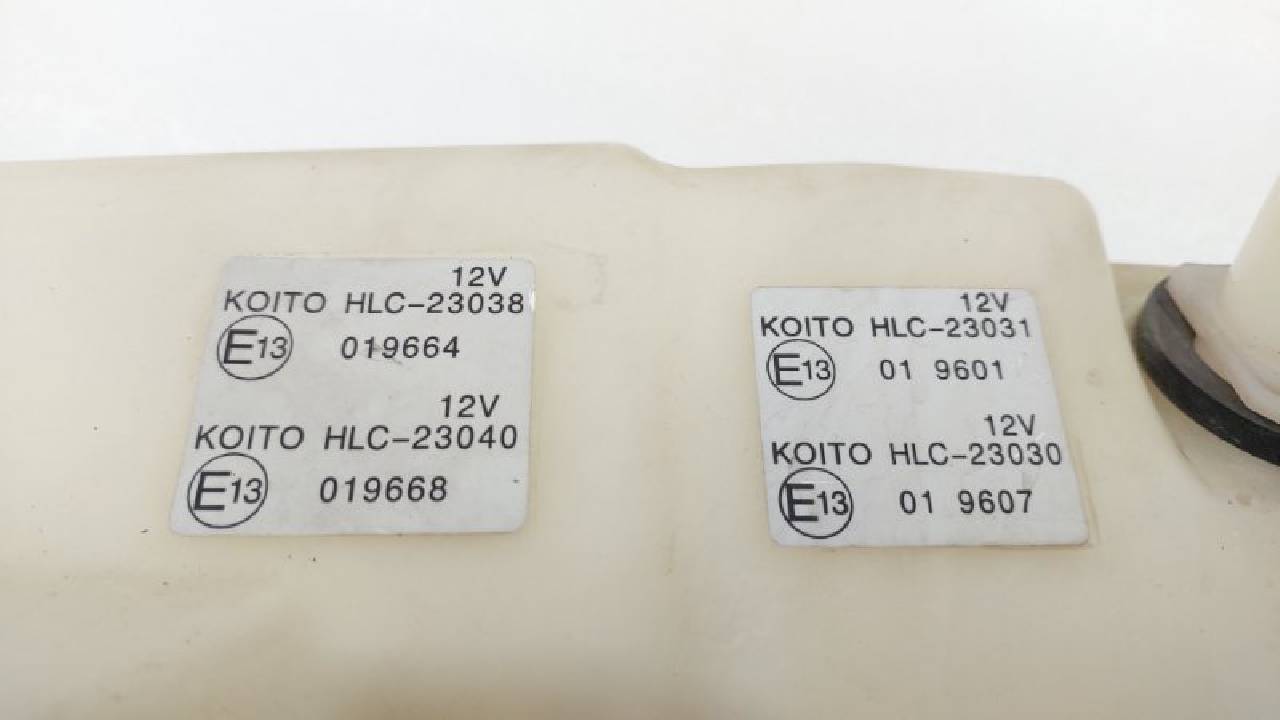 12V
KOITO HLC-23038
E13 019664
12V
KOITO HLC-23040
E13 019668
12V
KOITO HLC-23031
E13 01 9601
12V
KOITO HLC-23030
E13 01 9607